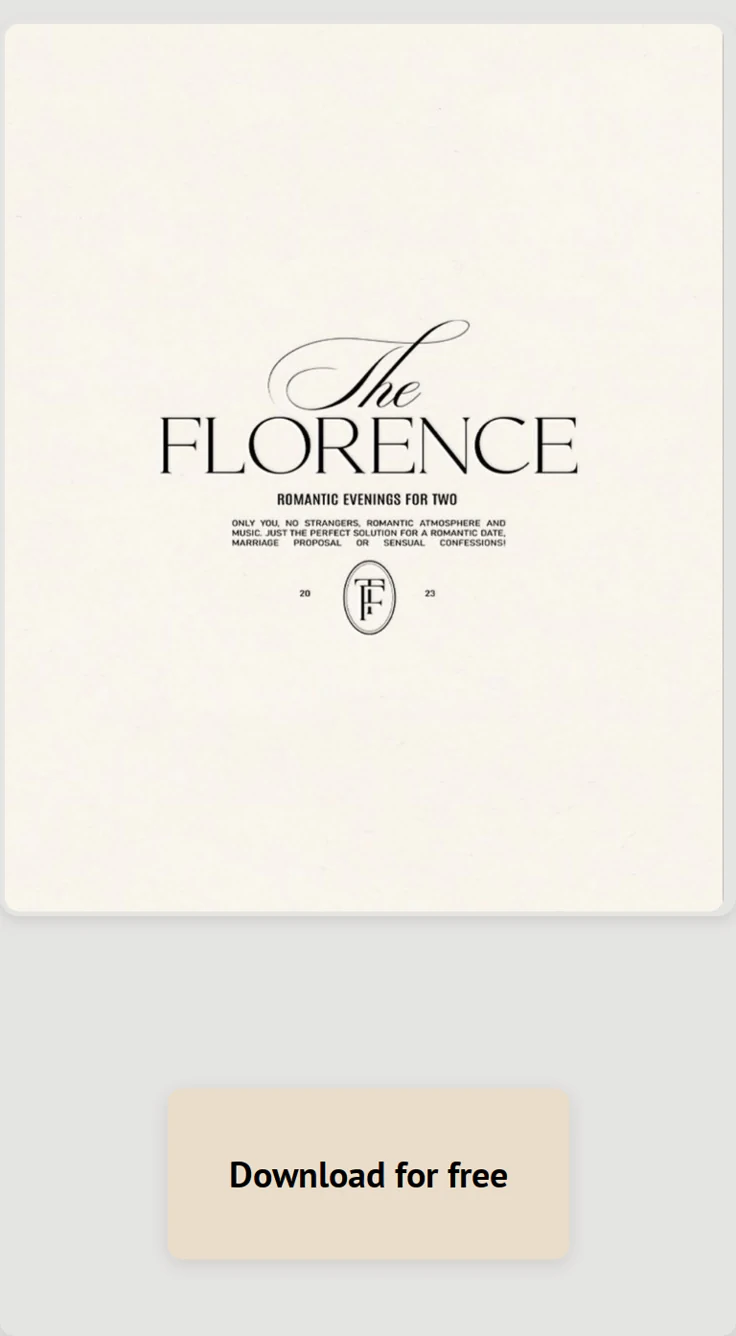 The
FLORENCE
ROMANTIC EVENINGS FOR TWO
ONLY YOU, NO STRANGERS, ROMANTIC ATMOSPHERE AND
MUSIC. JUST THE PERFECT SOLUTION FOR A ROMANTIC DATE,
MARRIAGE PROPOSAL OR SENSUAL CONFESSIONS!
20 TF 23
Download for free